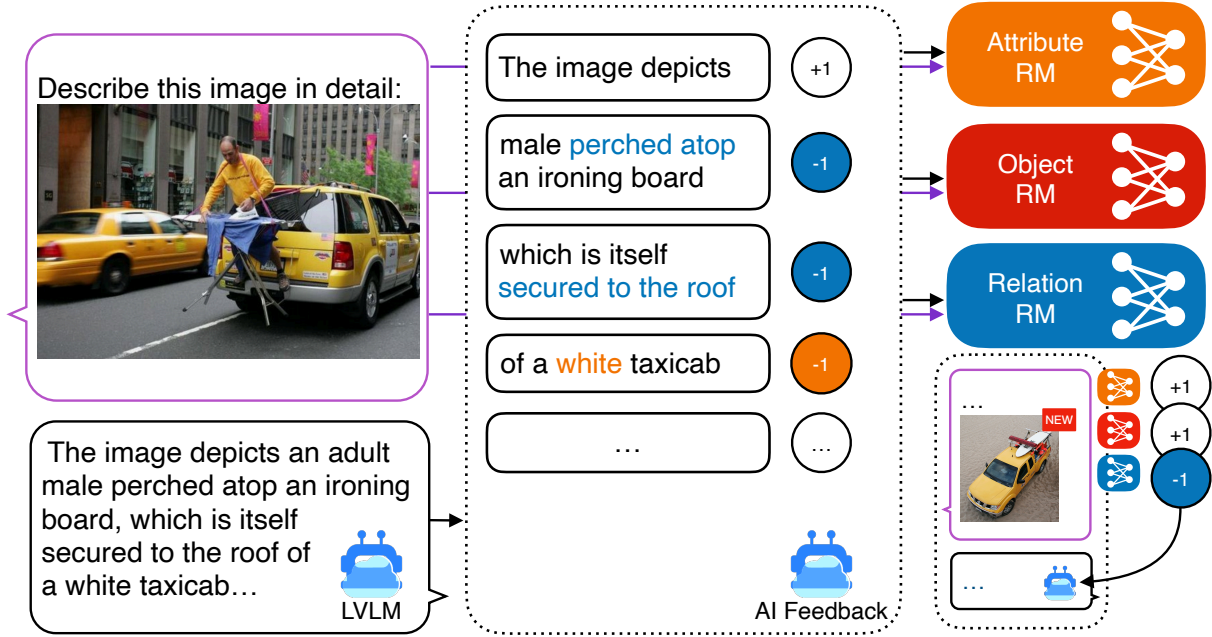 Describe this image in detail:
The image depicts an adult
male perched atop an ironing
board, which is itself
secured to the roof of
a white taxicab…
LVLM
The image depicts
+1
male perched atop
an ironing board
-1
which is itself
secured to the roof
-1
of a white taxicab
-1
…
…
AI Feedback
Attribute
RM
Object
RM
Relation
RM
…
NEW
+1
+1
-1
…